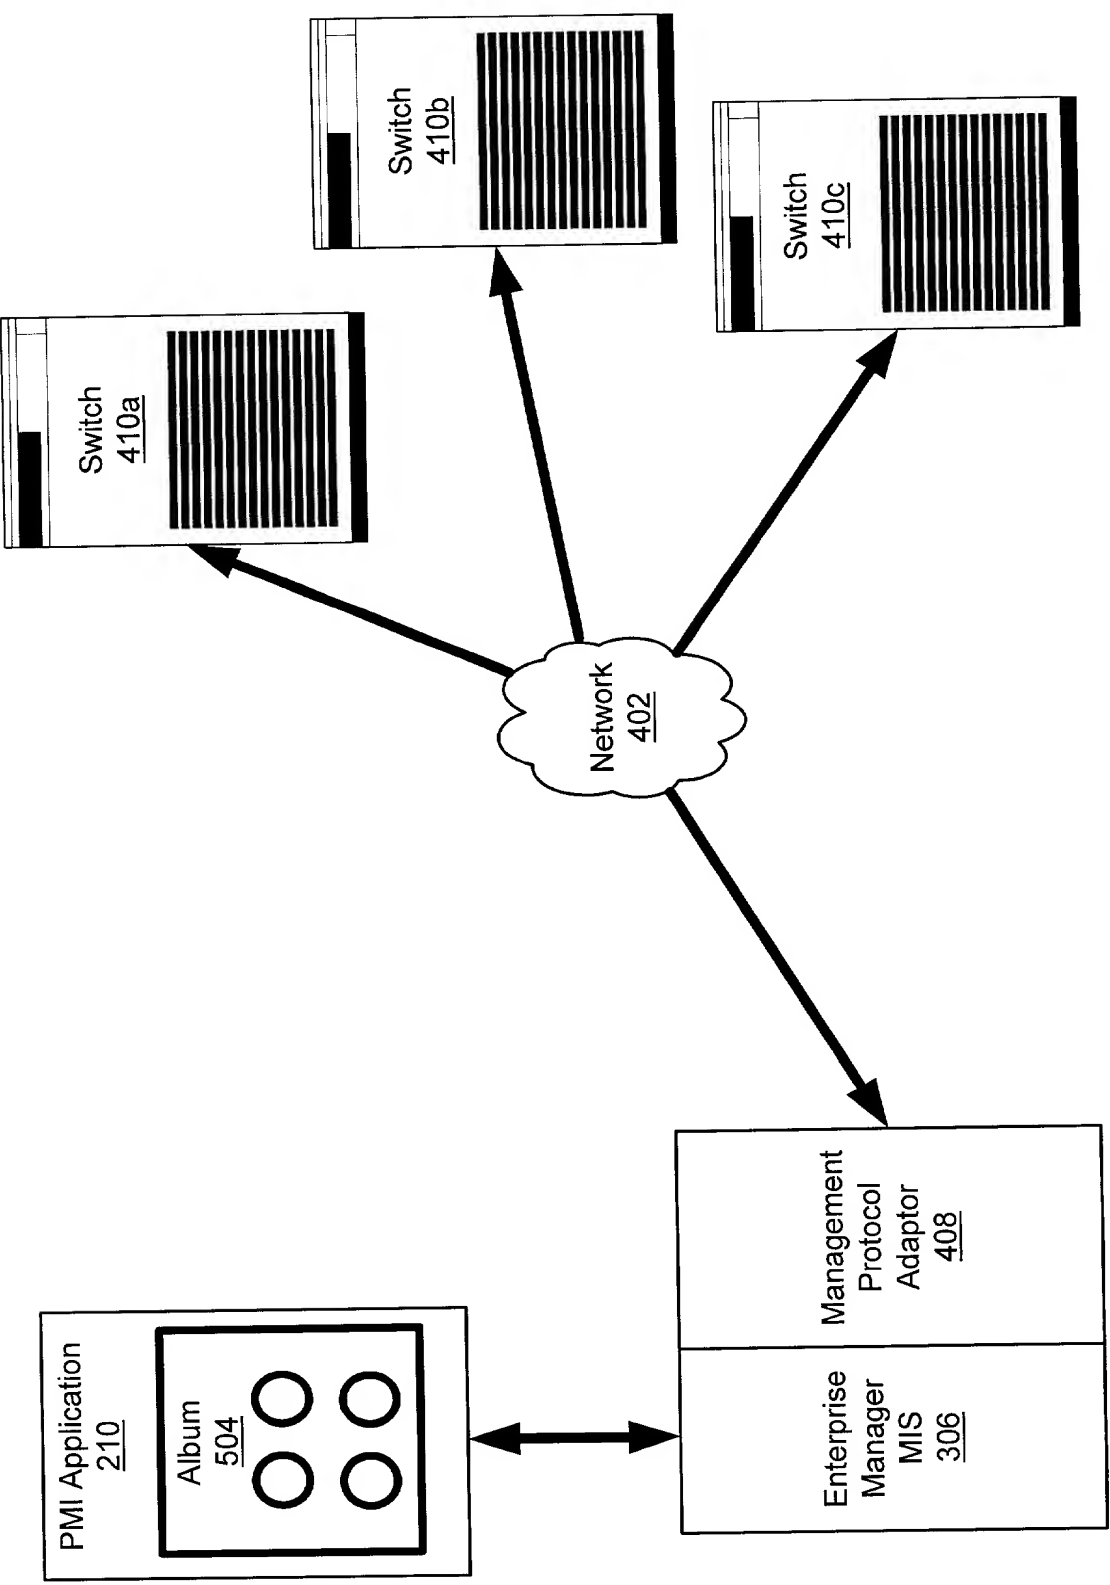 PMI Application
210
Album
504
Enterprise
Manager
MIS
306
Management
Protocol
Adaptor
408
Network
402
Switch
410a
Switch
410b
Switch
410c